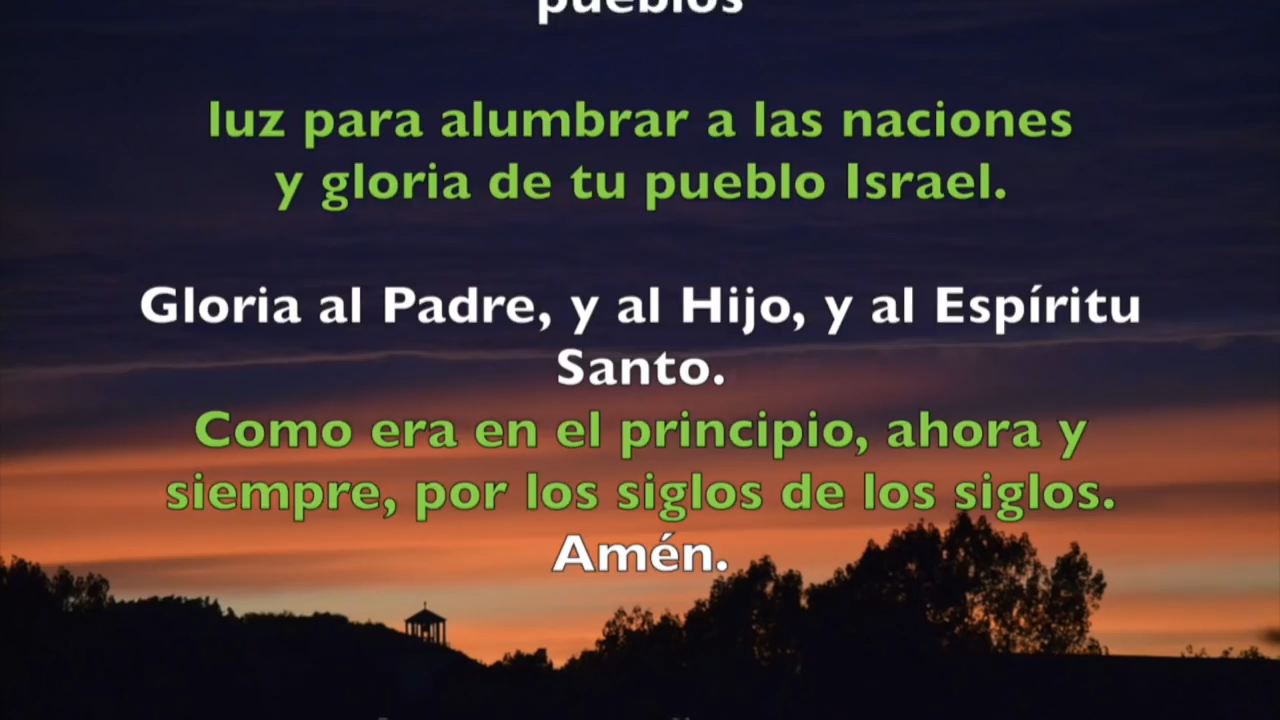 pueblos
luz para alumbrar a las naciones
y gloria de tu pueblo Israel.
Gloria al Padre, y al Hijo, y al Espíritu
Santo.
Como era en el principio, ahora y
siempre, por los siglos de los siglos.
Amén.